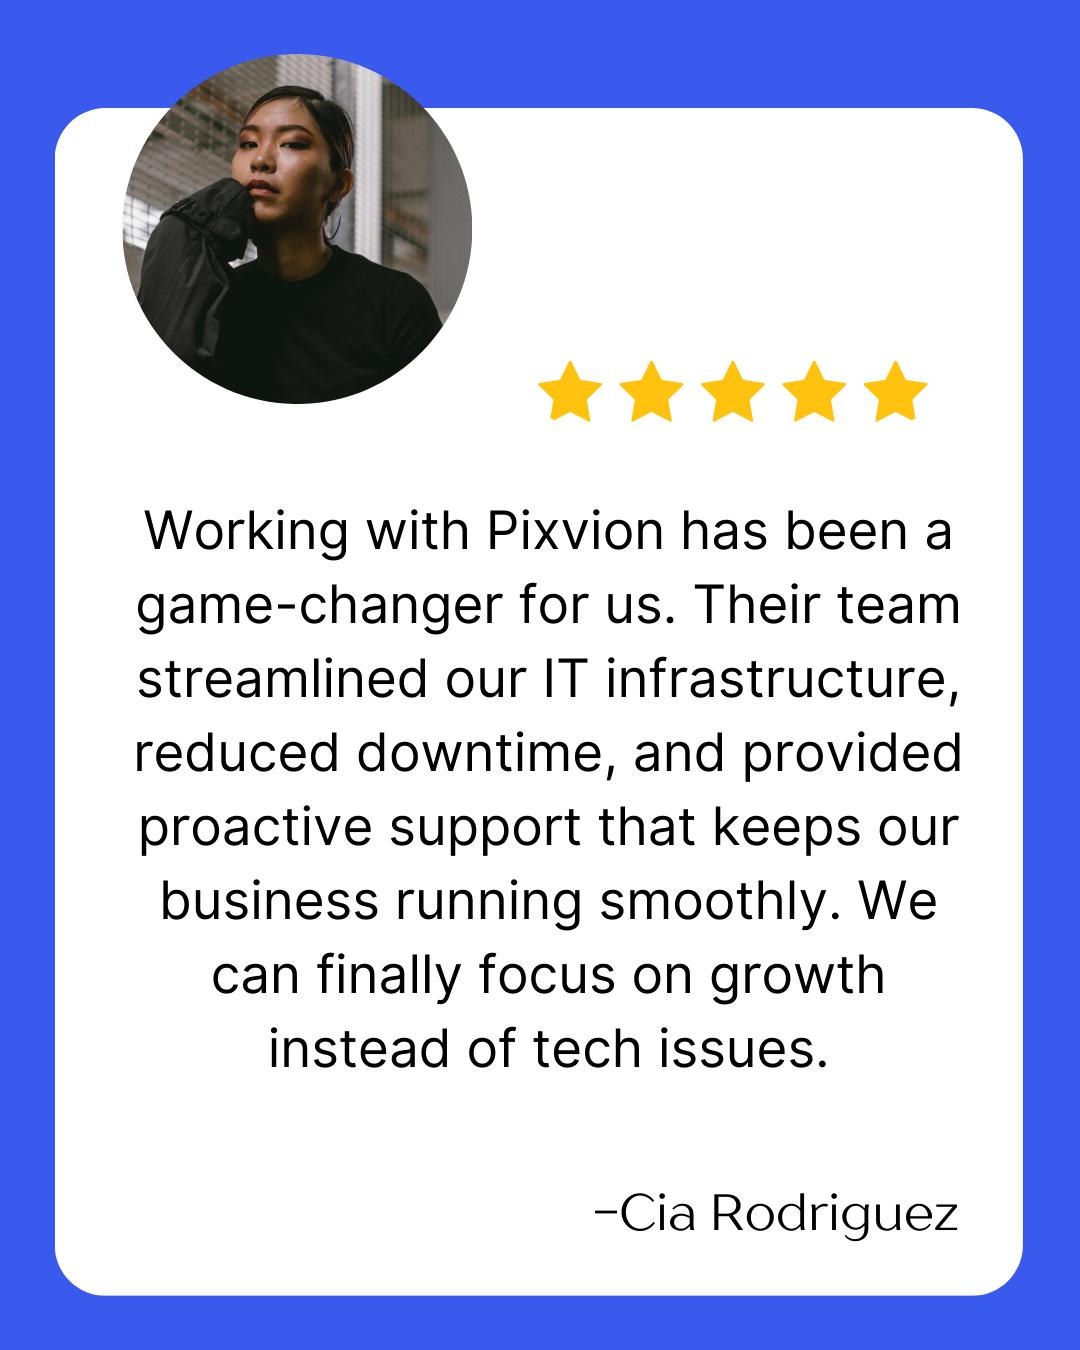 Working with Pixvion has been a
game-changer for us. Their team
streamlined our IT infrastructure,
reduced downtime, and provided
proactive support that keeps our
business running smoothly. We
can finally focus on growth
instead of tech issues.
-Cia Rodriguez